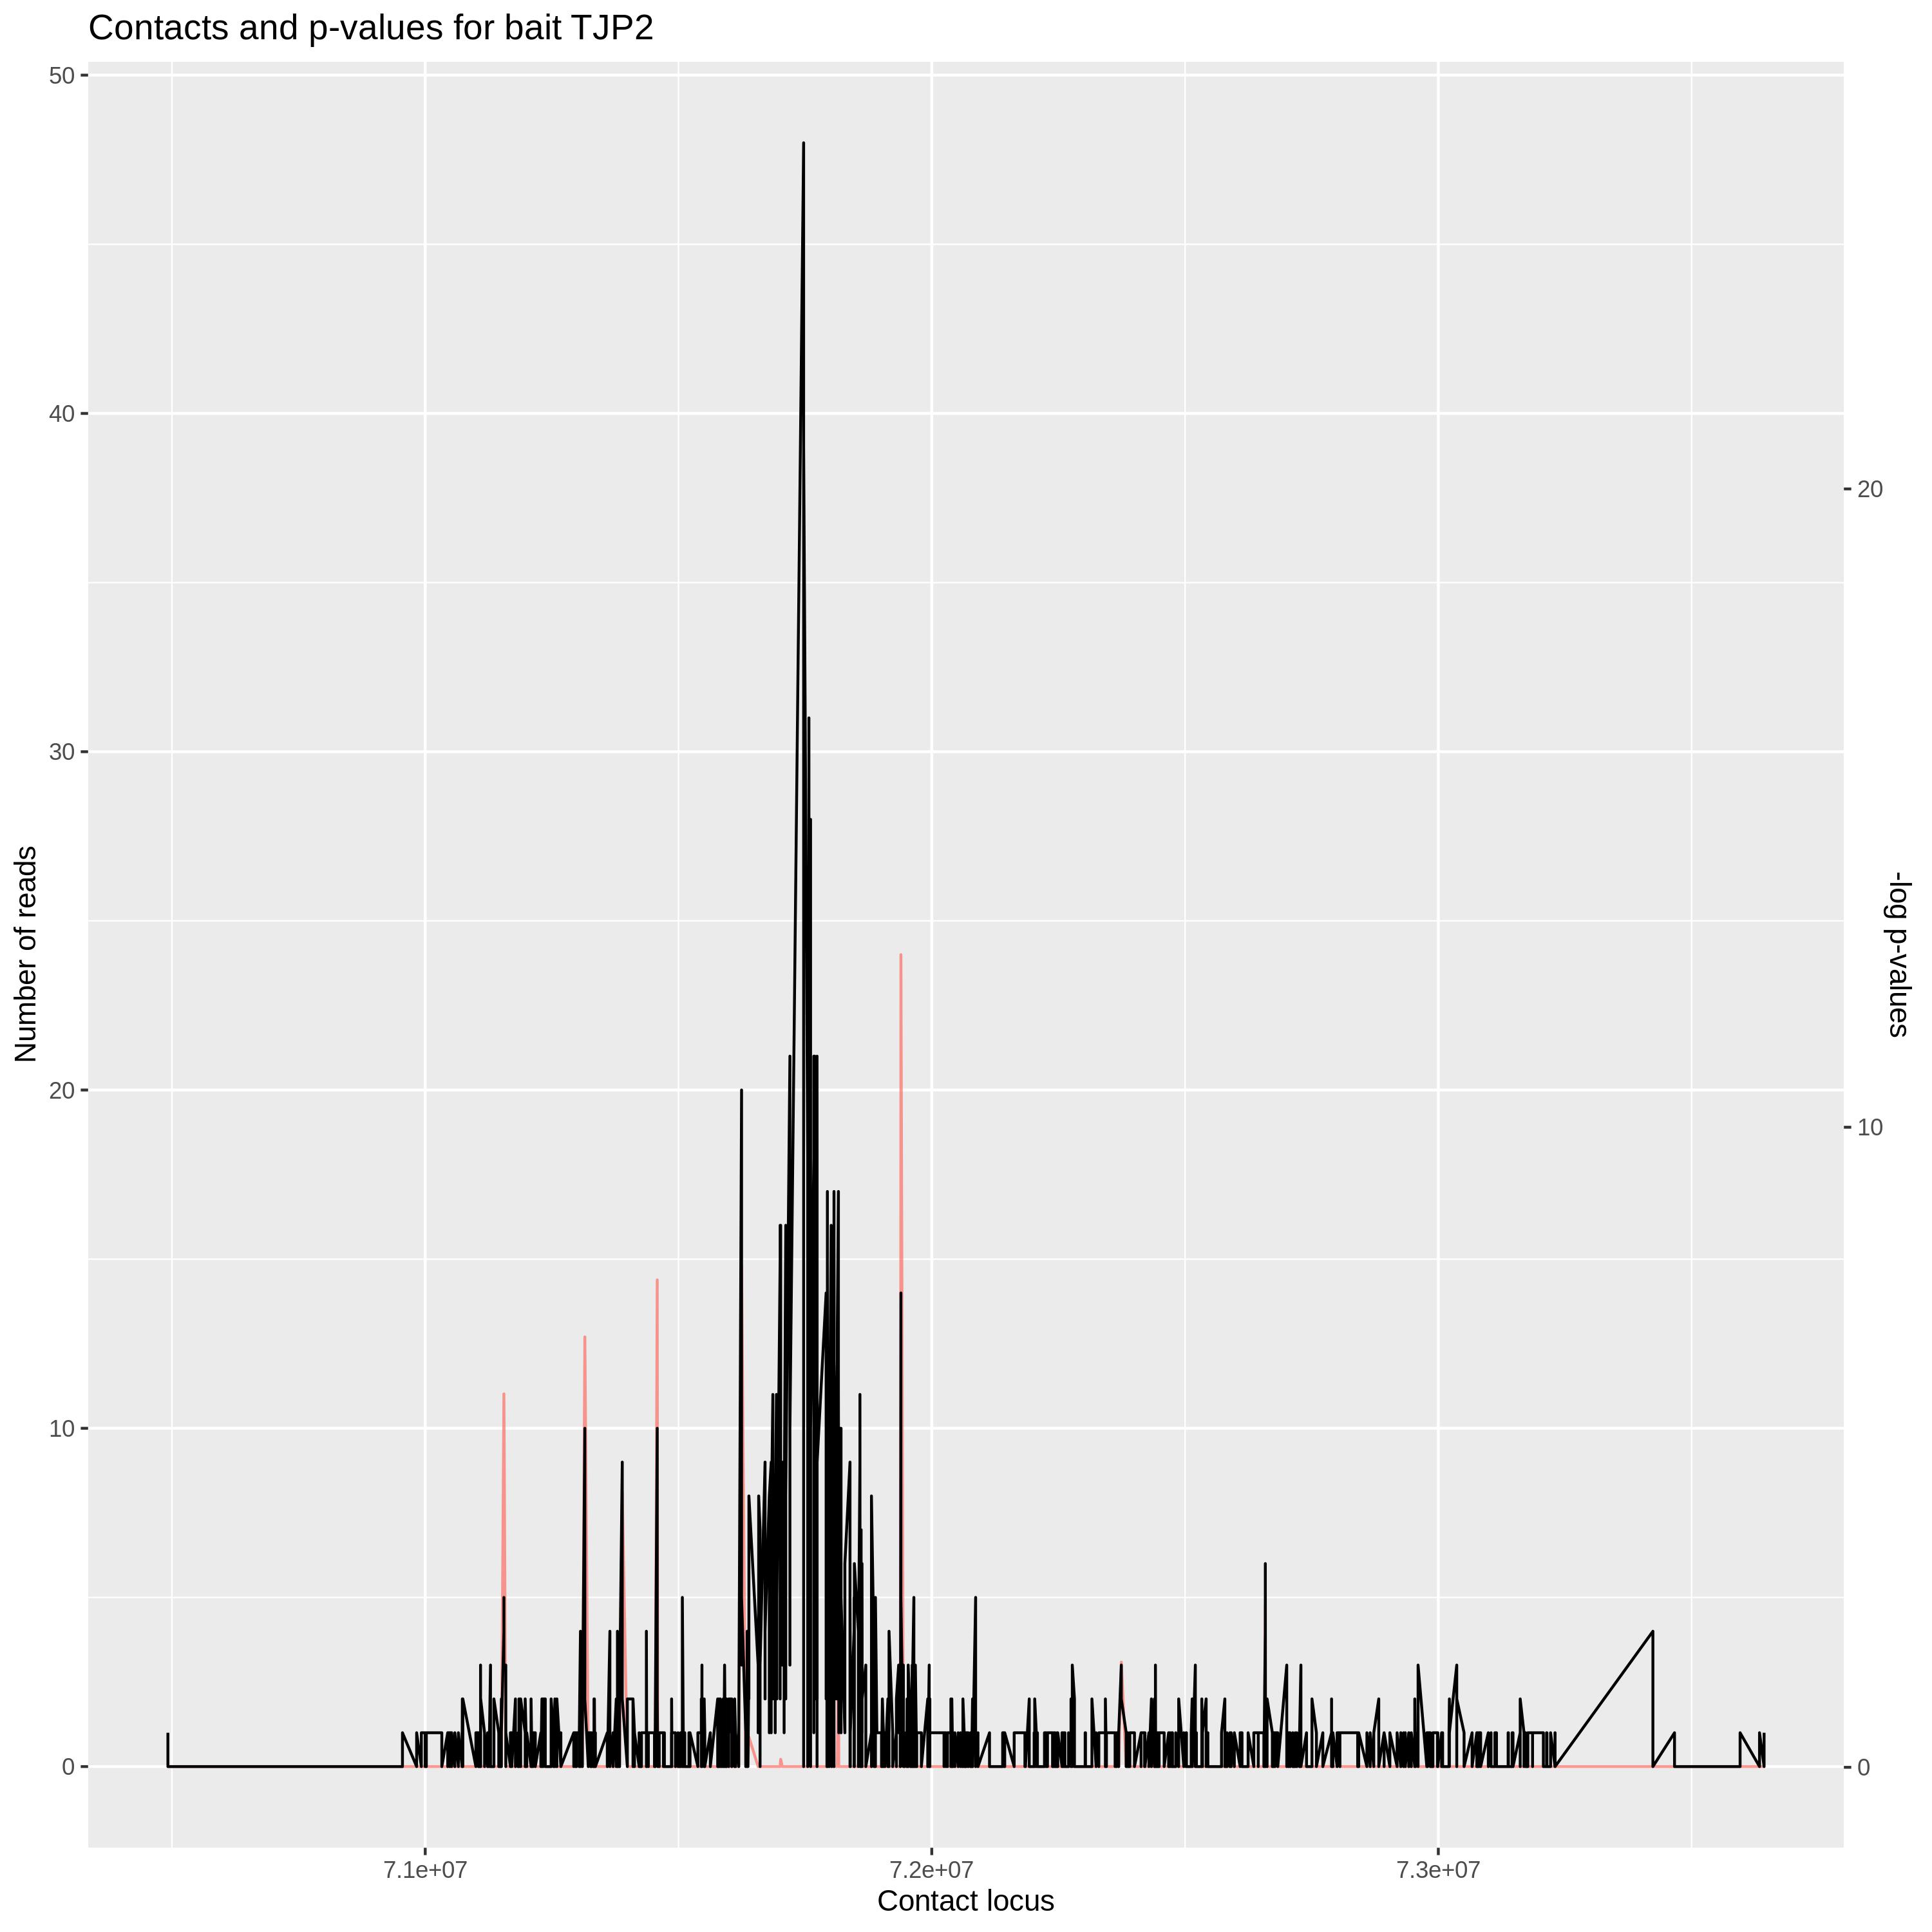 Contacts and p-values for bait TJP2
50
40
30
20
10
0
Number of reads
20
10
0
-log p-values
7.1e+07
7.2e+07
7.3e+07
Contact locus